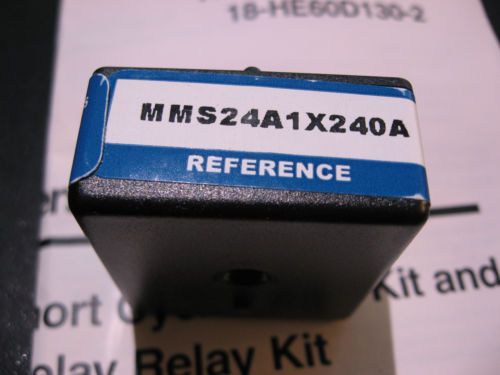 18-HE60D130-2
MMS24A1X240A
REFERENCE
Kit and
Relay Kit